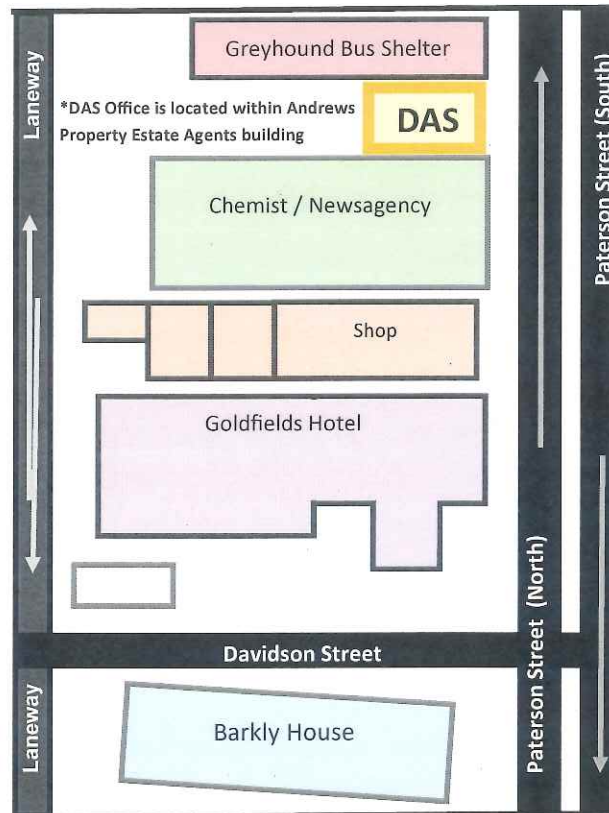 Greyhound Bus Shelter
Laneway
*DAS Office is located within Andrews
Property Estate Agents building
DAS
Paterson Street (South)
Chemist / Newsagency
Shop
Goldfields Hotel
Paterson Street (North)
Davidson Street
Laneway
Barkly House